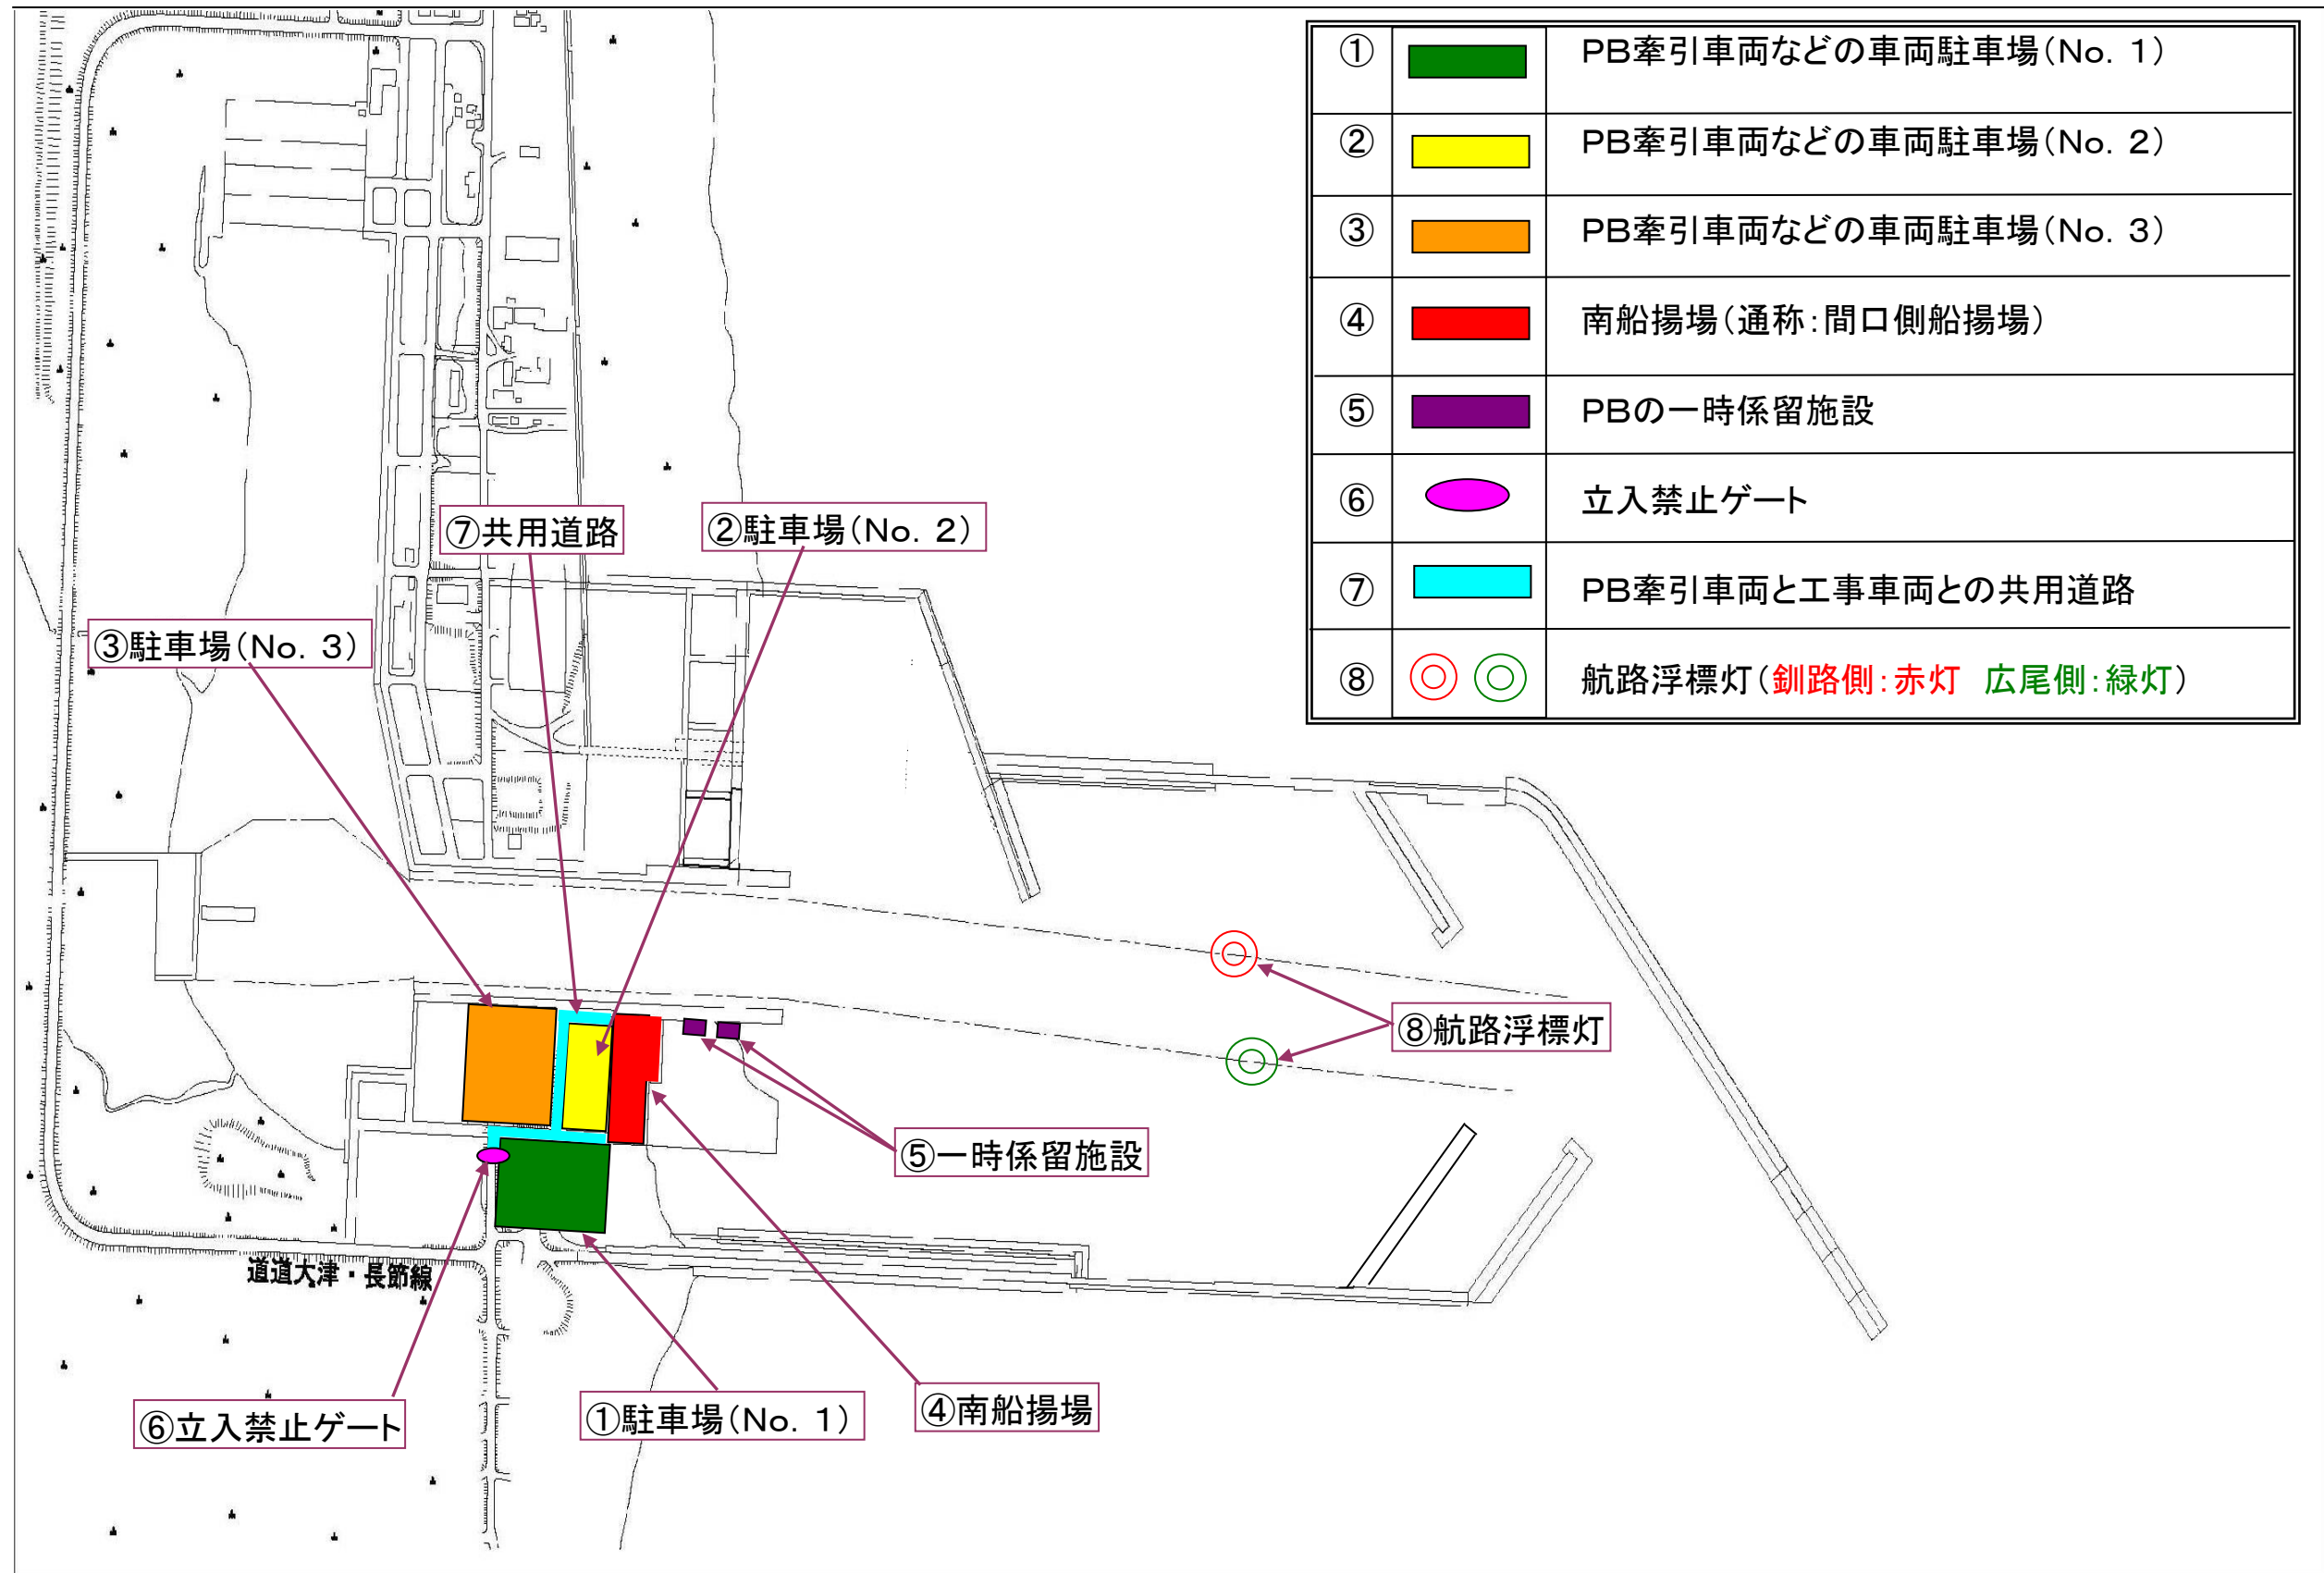 ① PB牽引車両などの車両駐車場(No. 1)
② PB牽引車両などの車両駐車場(No. 2)
③ PB牽引車両などの車両駐車場(No. 3)
④ 南船揚場(通称:間口側船揚場)
⑤ PBの一時係留施設
⑥ 立入禁止ゲート
⑦ PB牽引車両と工事車両との共用道路
⑧ 航路浮標灯(釧路側:赤灯 広尾側:緑灯)
⑦共用道路
②駐車場(No. 2)
③駐車場(No. 3)
⑧航路浮標灯
⑤一時係留施設
道道大津・長節線
⑥立入禁止ゲート
①駐車場(No. 1)
④南船揚場